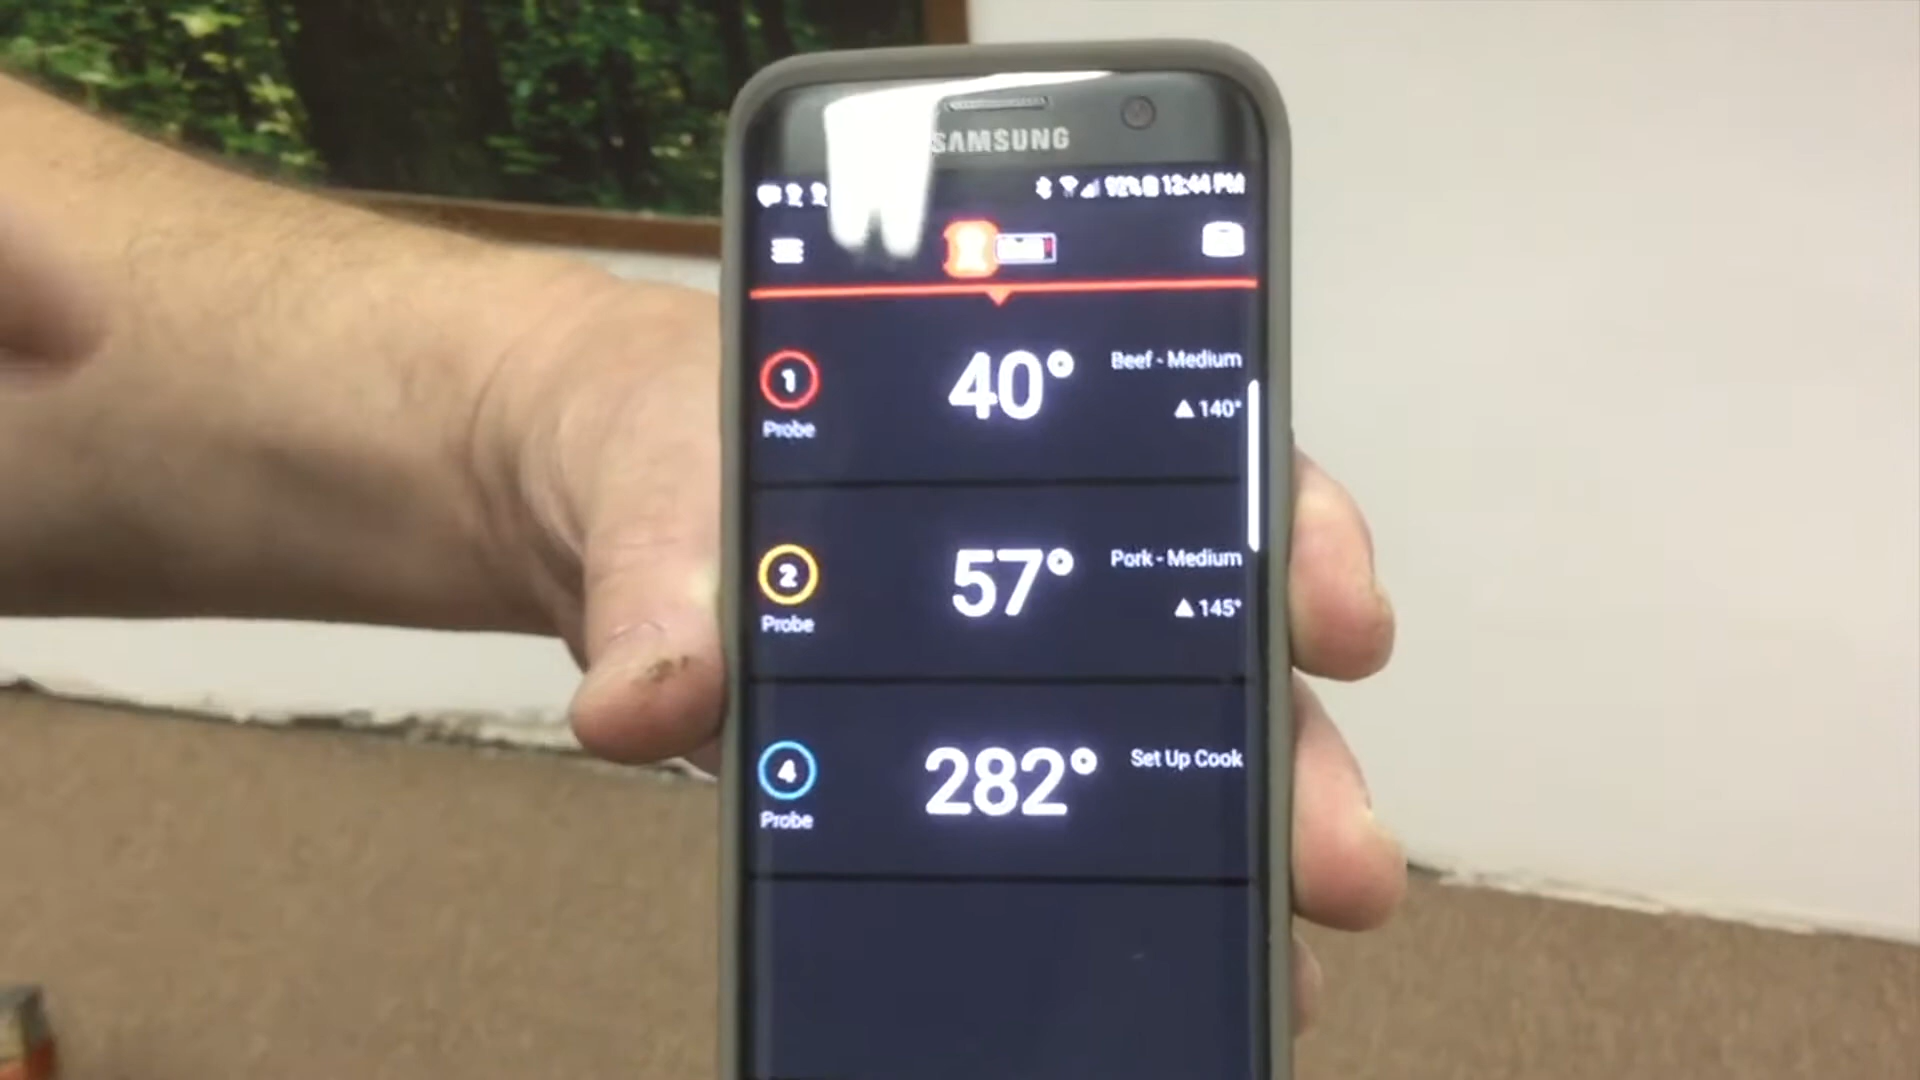 SAMSUNG
92% 12:44 PM
1
Probe
40°
Beef - Medium
▲ 140°
2
Probe
57°
Pork - Medium
▲ 145°
4
Probe
282°
Set Up Cook